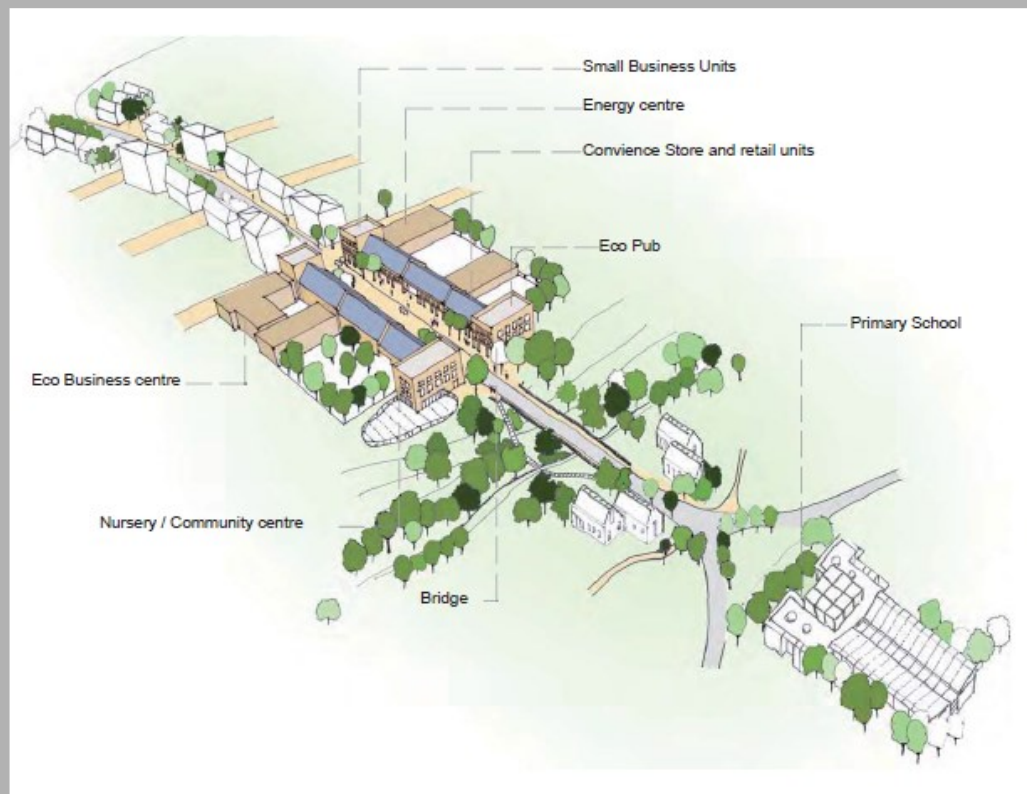 Small Business Units
Energy centre
Convience Store and retail units
Eco Pub
Primary School
Eco Business centre
Nursery / Community centre
Bridge